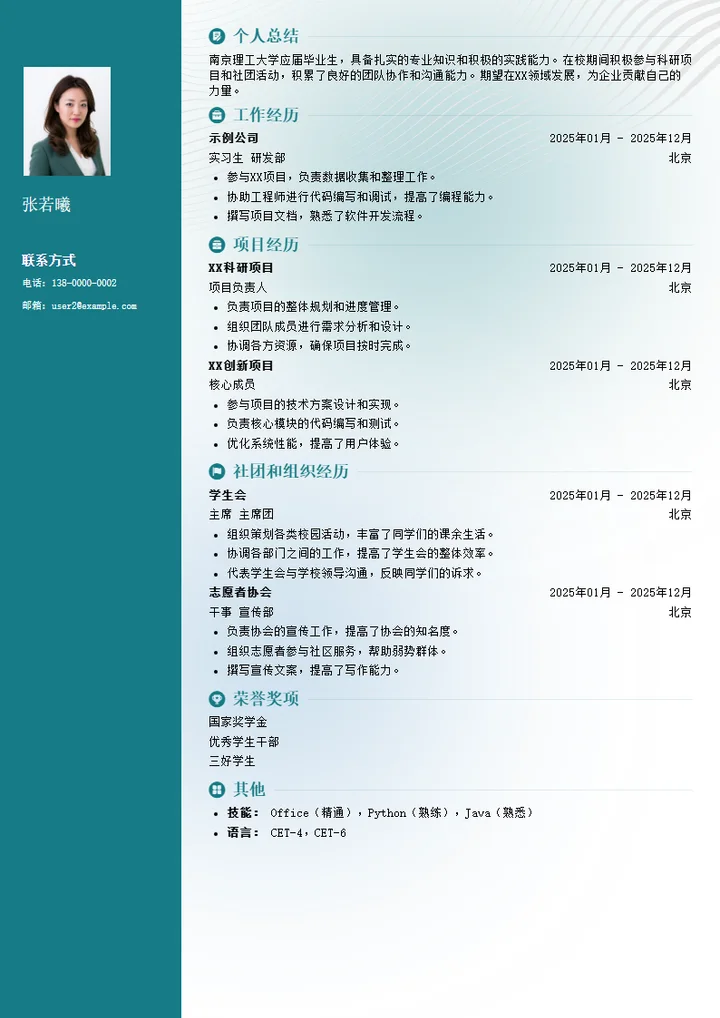 张若曦
联系方式
电话: 138-0000-0002
邮箱: user2@example.com
个人总结
南京理工大学应届毕业生，具备扎实的专业知识和积极的实践能力。在校期间积极参与科研项
目和社团活动，积累了良好的团队协作和沟通能力。期望在XX领域发展，为企业贡献自己的
力量。
工作经历
示例公司 2025年01月 - 2025年12月
实习生 研发部 北京
• 参与XX项目，负责数据收集和整理工作。
• 协助工程师进行代码编写和调试，提高了编程能力。
• 撰写项目文档，熟悉了软件开发流程。
项目经历
XX科研项目 2025年01月 - 2025年12月
项目负责人 北京
• 负责项目的整体规划和进度管理。
• 组织团队成员进行需求分析和设计。
• 协调各方资源，确保项目按时完成。
XX创新项目 2025年01月 - 2025年12月
核心成员 北京
• 参与项目的技术方案设计和实现。
• 负责核心模块的代码编写和测试。
• 优化系统性能，提高了用户体验。
社团和组织经历
学生会 2025年01月 - 2025年12月
主席 主席团 北京
• 组织策划各类校园活动，丰富了同学们的课余生活。
• 协调各部门之间的工作，提高了学生会的整体效率。
• 代表学生会与学校领导沟通，反映同学们的诉求。
志愿者协会 2025年01月 - 2025年12月
干事 宣传部 北京
• 负责协会的宣传工作，提高了协会的知名度。
• 组织志愿者参与社区服务，帮助弱势群体。
• 撰写宣传文案，提高了写作能力。
荣誉奖项
国家奖学金
优秀学生干部
三好学生
其他
• 技能： Office（精通），Python（熟练），Java（熟悉）
• 语言： CET-4，CET-6